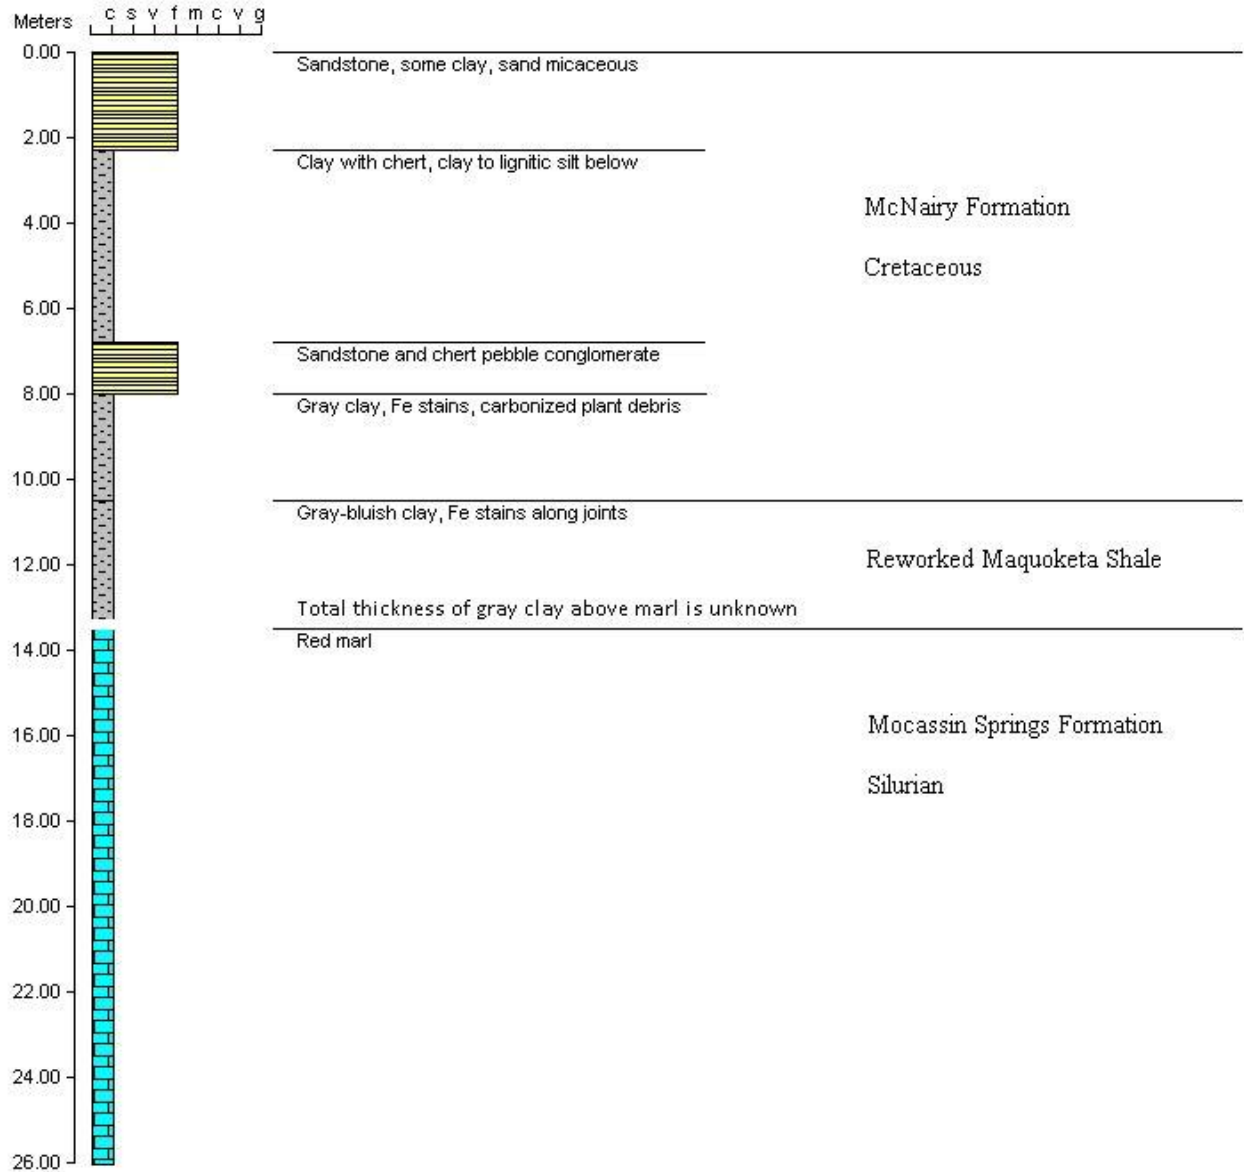 Meters c s v f m c v g
0.00
Sandstone, some clay, sand micaceous
2.00
Clay with chert, clay to lignitic silt below
McNairy Formation
4.00
Cretaceous
6.00
Sandstone and chert pebble conglomerate
8.00
Gray clay, Fe stains, carbonized plant debris
10.00
Gray-bluish clay, Fe stains along joints
12.00
Reworked Maquoketa Shale
Total thickness of gray clay above marl is unknown
Red marl
14.00
Mocassin Springs Formation
16.00
Silurian
18.00
20.00
22.00
24.00
26.00